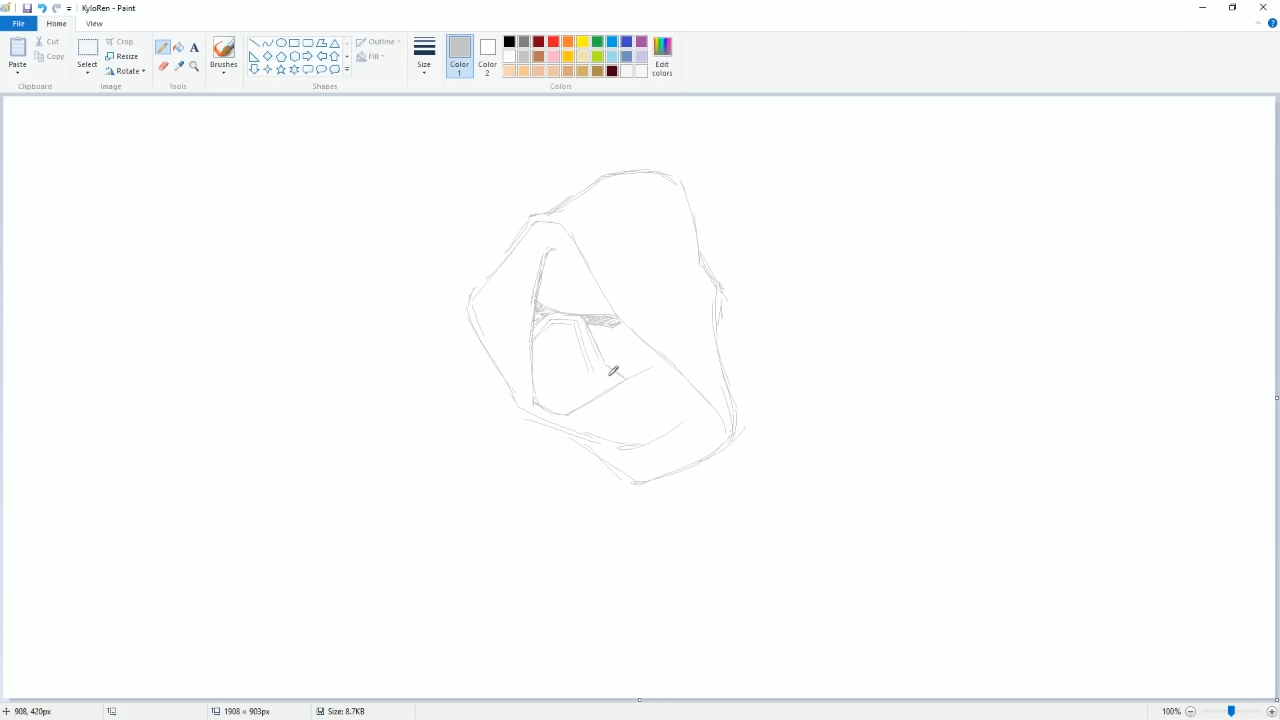 KyloRen - Paint
File Home View
Paste Cut Copy Clipboard
Select Crop Resize Rotate Image
A Tools
Brushes
Outline Fill Shapes
Size
Color 1 Color 2 Edit colors Colors
908, 420px 1908 × 903px Size: 8.7KB 100%